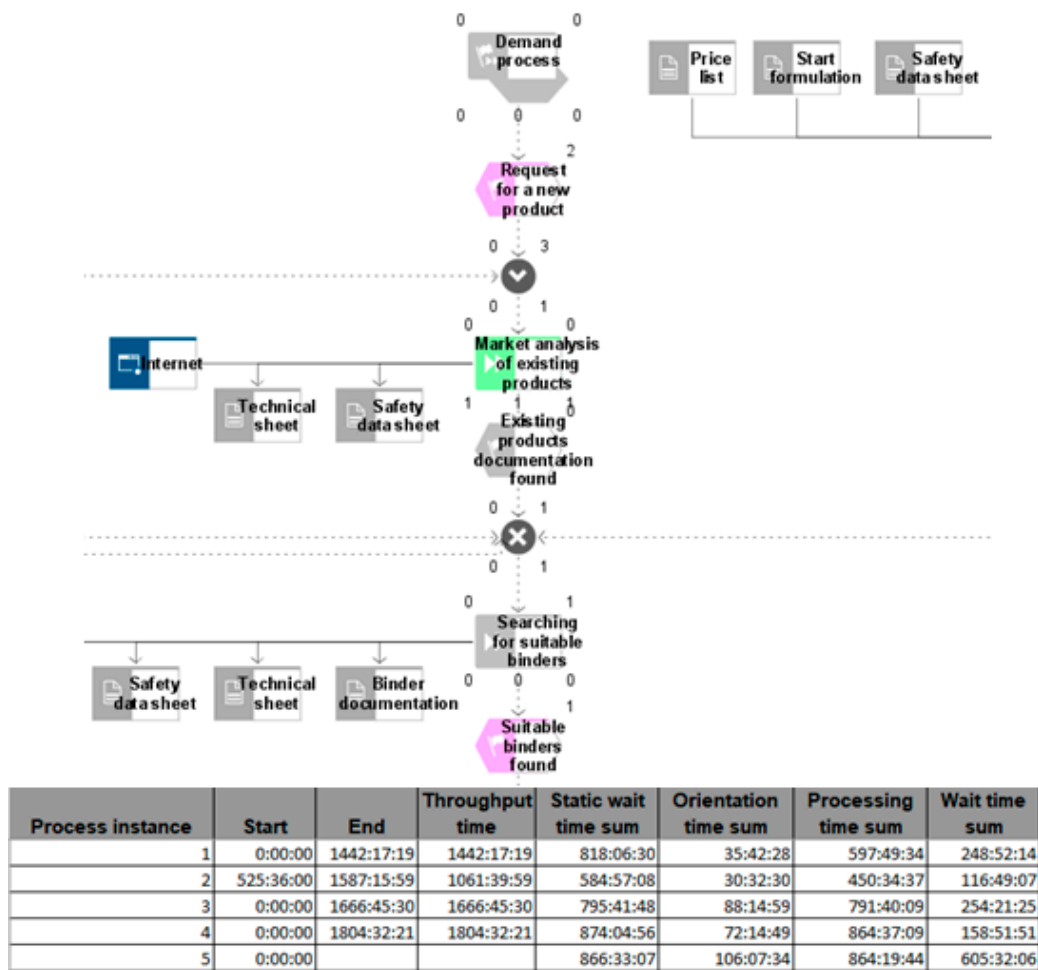 0 0
Demand
process
Price
list
Start
formulation
Safety
data sheet
0 0 0
2
Request
for a new
product
0 3
0 1
0 0
Internet
Market analysis
of existing
products
Technical
sheet
Safety
data sheet
1 1 1
0
Existing
products
documentation
found
0 1
0 1
0 1
Searching
for suitable
binders
Safety
data sheet
Technical
sheet
Binder
documentation
0 0 0
1
Suitable
binders
found
Process instance Start End Throughput time Static wait time sum Orientation time sum Processing time sum Wait time sum
1 0:00:00 1442:17:19 1442:17:19 818:06:30 35:42:28 597:49:34 248:52:14
2 525:36:00 1587:15:59 1061:39:59 584:57:08 30:32:30 450:34:37 116:49:07
3 0:00:00 1666:45:30 1666:45:30 795:41:48 88:14:59 791:40:09 254:21:25
4 0:00:00 1804:32:21 1804:32:21 874:04:56 72:14:49 864:37:09 158:51:51
5 0:00:00 866:33:07 106:07:34 864:19:44 605:32:06